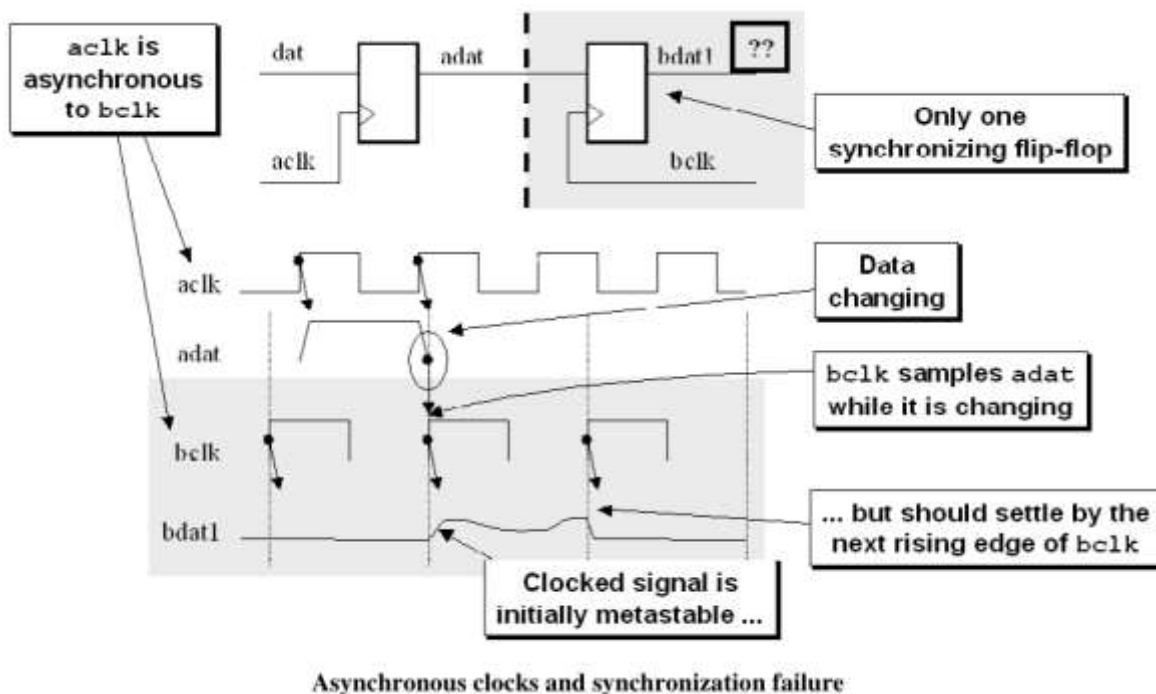 aclk is
asynchronous
to bclk
dat
adat
bdat1
??
aclk
bclk
Only one
synchronizing flip-flop
aclk
Data
changing
adat
bclk samples adat
while it is changing
bclk
bdat1
... but should settle by the
next rising edge of bclk
Clocked signal is
initially metastable ...
Asynchronous clocks and synchronization failure